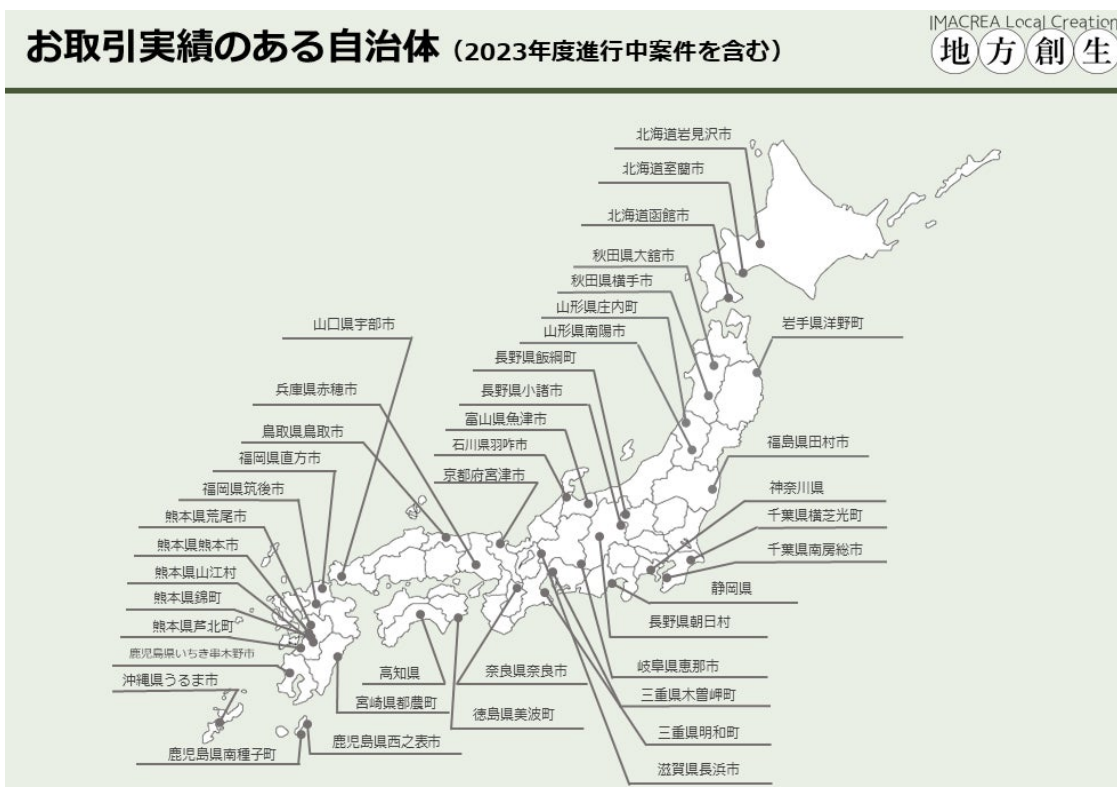 お取引実績のある自治体（2023年度進行中案件を含む）
IMACREA Local Creation
地方創生
北海道岩見沢市
北海道室蘭市
北海道函館市
秋田県大舘市
秋田県横手市
山形県庄内町
山形県南陽市
長野県飯綱町
長野県小諸市
富山県魚津市
石川県羽咋市
京都府宮津市
山口県宇部市
兵庫県赤穂市
鳥取県鳥取市
福岡県直方市
福岡県筑後市
熊本県荒尾市
熊本県熊本市
熊本県山江村
熊本県錦町
熊本県芦北町
鹿児島県いちき串木野市
沖縄県うるま市
鹿児島県南種子町
鹿児島県西之表市
宮崎県都農町
高知県
徳島県美波町
奈良県奈良市
岩手県洋野町
福島県田村市
神奈川県
千葉県横芝光町
千葉県南房総市
静岡県
長野県朝日村
岐阜県恵那市
三重県木曽岬町
三重県明和町
滋賀県長浜市